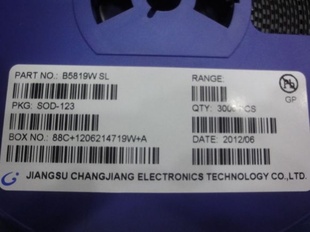 PART NO.: B5819W SL
RANGE:
PKG: SOD-123
QTY: 3000PCS
GP
BOX NO.: 88C+1206214719W+A
DATE: 2012/06
JIANGSU CHANGJIANG ELECTRONICS TECHNOLOGY CO.,LTD.